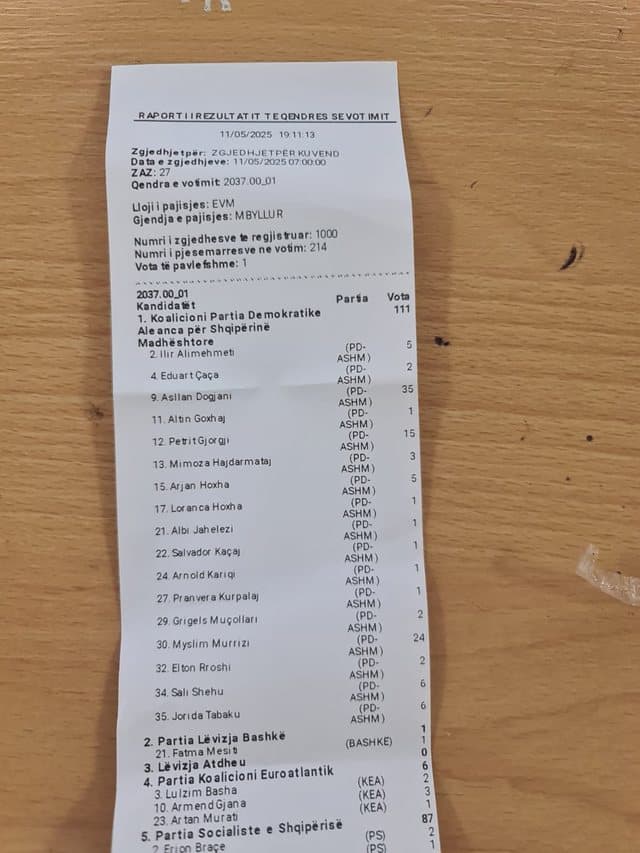 RAPORTI I REZULTATIT TE QENDRES SE VOTIMIT
11/05/2025 19:11:13
Zgjedhjet për: ZGJEDHJET PËR KUVEND
Data e zgjedhjeve: 11/05/2025 07:00:00
ZAZ: 27
Qendra e votimit: 2037.00_01
Lloji i pajisjes: EVM
Gjendja e pajisjes: MBYLLUR
Numri i zgjedhesve te regjistruar: 1000
Numri i pjesemarresve ne votim: 214
Vota të pavlefshme: 1
2037.00_01
Kandidatët Partia Vota
1. Koalicioni Partia Demokratike 111
Aleanca për Shqipërinë
Madhështore
2. Ilir Alimehmeti (PD- 5
ASHM)
4. Eduart Çaça (PD- 2
ASHM)
9. Asllan Dogjani (PD- 35
ASHM)
11. Altin Goxhaj (PD- 1
ASHM)
12. Petrit Gjorgji (PD- 15
ASHM)
13. Mimoza Hajdarmataj (PD- 3
ASHM)
15. Arjan Hoxha (PD- 5
ASHM)
17. Loranca Hoxha (PD- 1
ASHM)
21. Albi Jahelezi (PD- 1
ASHM)
22. Salvador Kaçaj (PD- 1
ASHM)
24. Arnold Kariqi (PD- 1
ASHM)
27. Pranvera Kurpalaj (PD- 1
ASHM)
29. Grigels Muçollari (PD- 2
ASHM)
30. Myslim Murrizi (PD- 24
ASHM)
32. Elton Rroshi (PD- 2
ASHM)
34. Sali Shehu (PD- 6
ASHM)
35. Jorida Tabaku (PD- 6
ASHM)
2. Partia Lëvizja Bashkë 1
21. Fatma Mesiti (BASHKË) 1
3. Lëvizja Atdheu 0
4. Partia Koalicioni Euroatlantik 6
3. Lulzim Basha (KEA) 2
10. Armend Gjana (KEA) 3
23. Artan Murati (KEA) 1
5. Partia Socialiste e Shqipërisë 87
2. Erion Braçe (PS) 2
(PS) 1